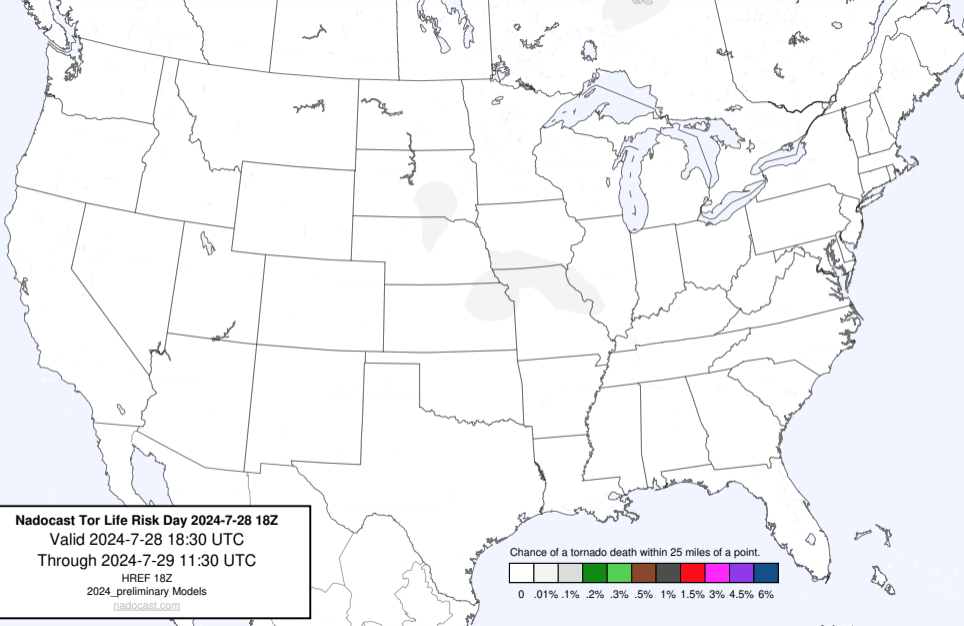 Nadocast Tor Life Risk Day 2024-7-28 18Z
Valid 2024-7-28 18:30 UTC
Through 2024-7-29 11:30 UTC
HREF 18Z
2024_preliminary Models
nadocast.com
Chance of a tornado death within 25 miles of a point.
0 .01% .1% .2% .3% .5% 1% 1.5% 3% 4.5% 6%